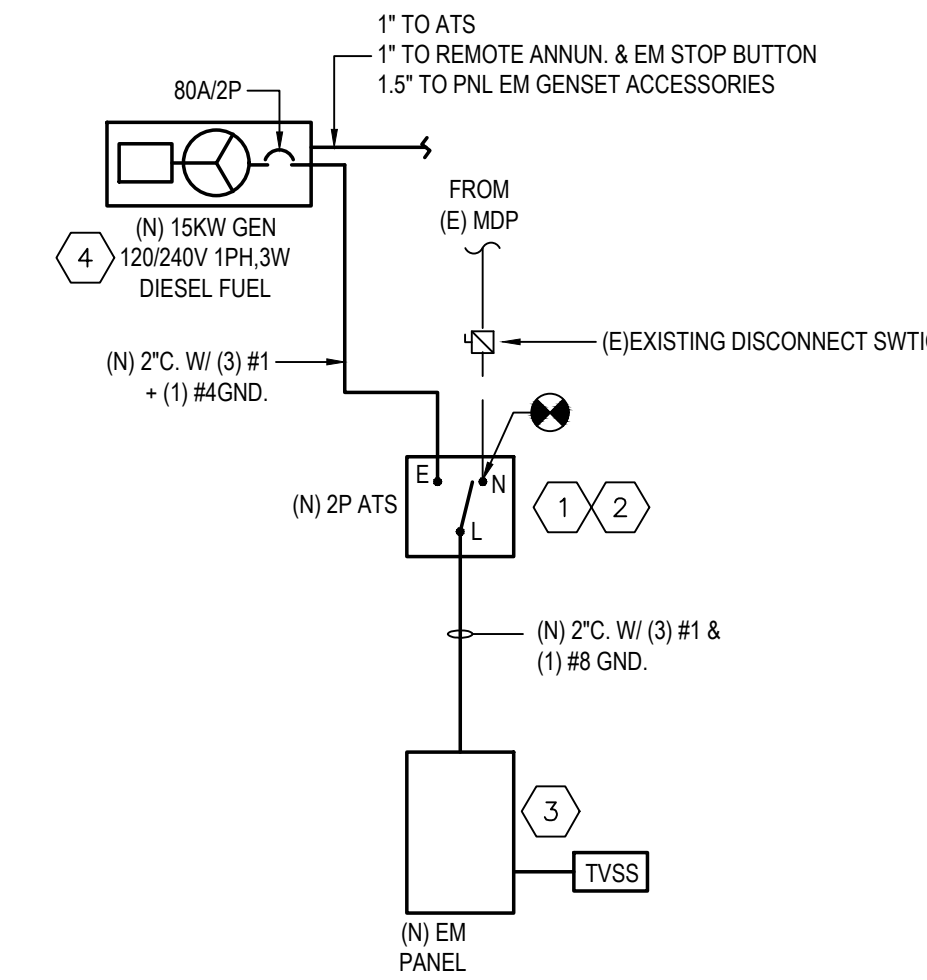 1" TO ATS
1" TO REMOTE ANNUN. & EM STOP BUTTON
1.5" TO PNL EM GENSET ACCESSORIES
80A/2P
FROM
(E) MDP
(N) 15KW GEN
120/240V 1PH,3W
DIESEL FUEL
4
(E)EXISTING DISCONNECT
(N) 2"C. W/ (3) #1
+ (1) #4GND.
E
N
L
(N) 2P ATS
1
2
(N) 2"C. W/ (3) #1 &
(1) #8 GND.
3
TVSS
(N) EM
PANEL